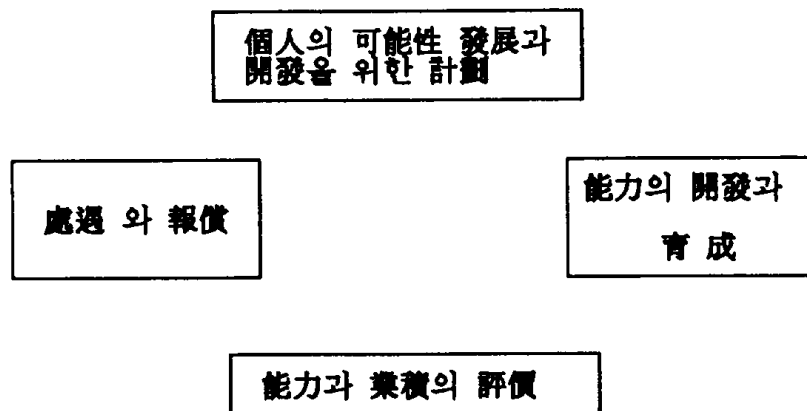 個人의 可能性 發展과
開發을 위한 計劃
處遇 와 報償
能力의 開發과
育 成
能力과 業積의 評價